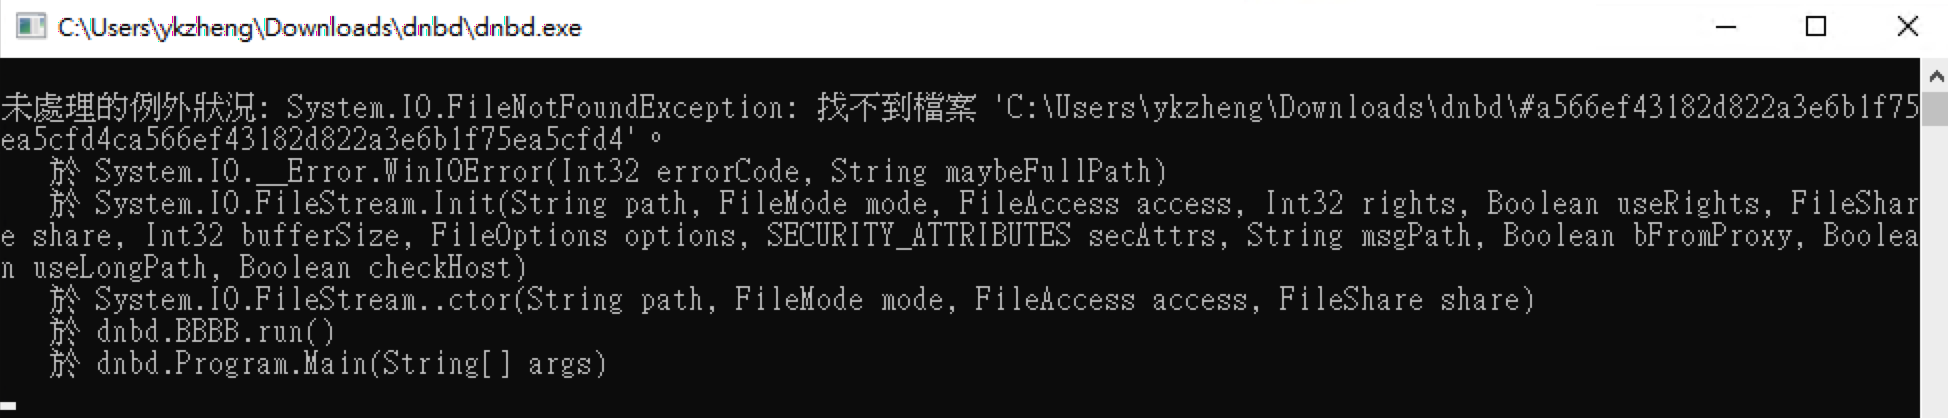 C:\Users\ykzheng\Downloads\dnbd\dnbd.exe
未處理的例外狀況: System.IO.FileNotFoundException: 找不到檔案 'C:\Users\ykzheng\Downloads\dnbd\#a566ef43182d822a3e6b1f75
ea5cfd4ca566ef43182d822a3e6b1f75ea5cfd4'。
於 System.IO.__Error.WinIOError(Int32 errorCode, String maybeFullPath)
於 System.IO.FileStream.Init(String path, FileMode mode, FileAccess access, Int32 rights, Boolean useRights, FileShar
e share, Int32 bufferSize, FileOptions options, SECURITY_ATTRIBUTES secAttrs, String msgPath, Boolean bFromProxy, Boolea
n useLongPath, Boolean checkHost)
於 System.IO.FileStream..ctor(String path, FileMode mode, FileAccess access, FileShare share)
於 dnbd.BBBB.run()
於 dnbd.Program.Main(String[] args)